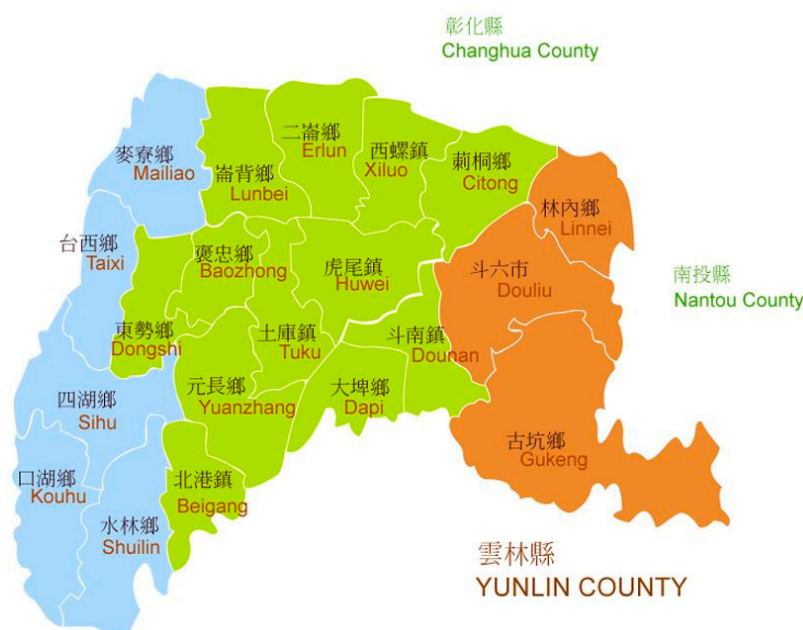 彰化縣
Changhua County
二崙鄉
Erlun
麥寮鄉
Mailiao
崙背鄉
Lunbei
西螺鎮
Xiluo
莿桐鄉
Citong
林內鄉
Linnei
台西鄉
Taixi
褒忠鄉
Baozhong
虎尾鎮
Huwei
斗六市
Douliu
南投縣
Nantou County
東勢鄉
Dongshi
土庫鎮
Tuku
斗南鎮
Dounan
四湖鄉
Sihu
元長鄉
Yuanzhang
大埤鄉
Dapi
古坑鄉
Gukeng
口湖鄉
Kouhu
北港鎮
Beigang
水林鄉
Shuilin
雲林縣
YUNLIN COUNTY